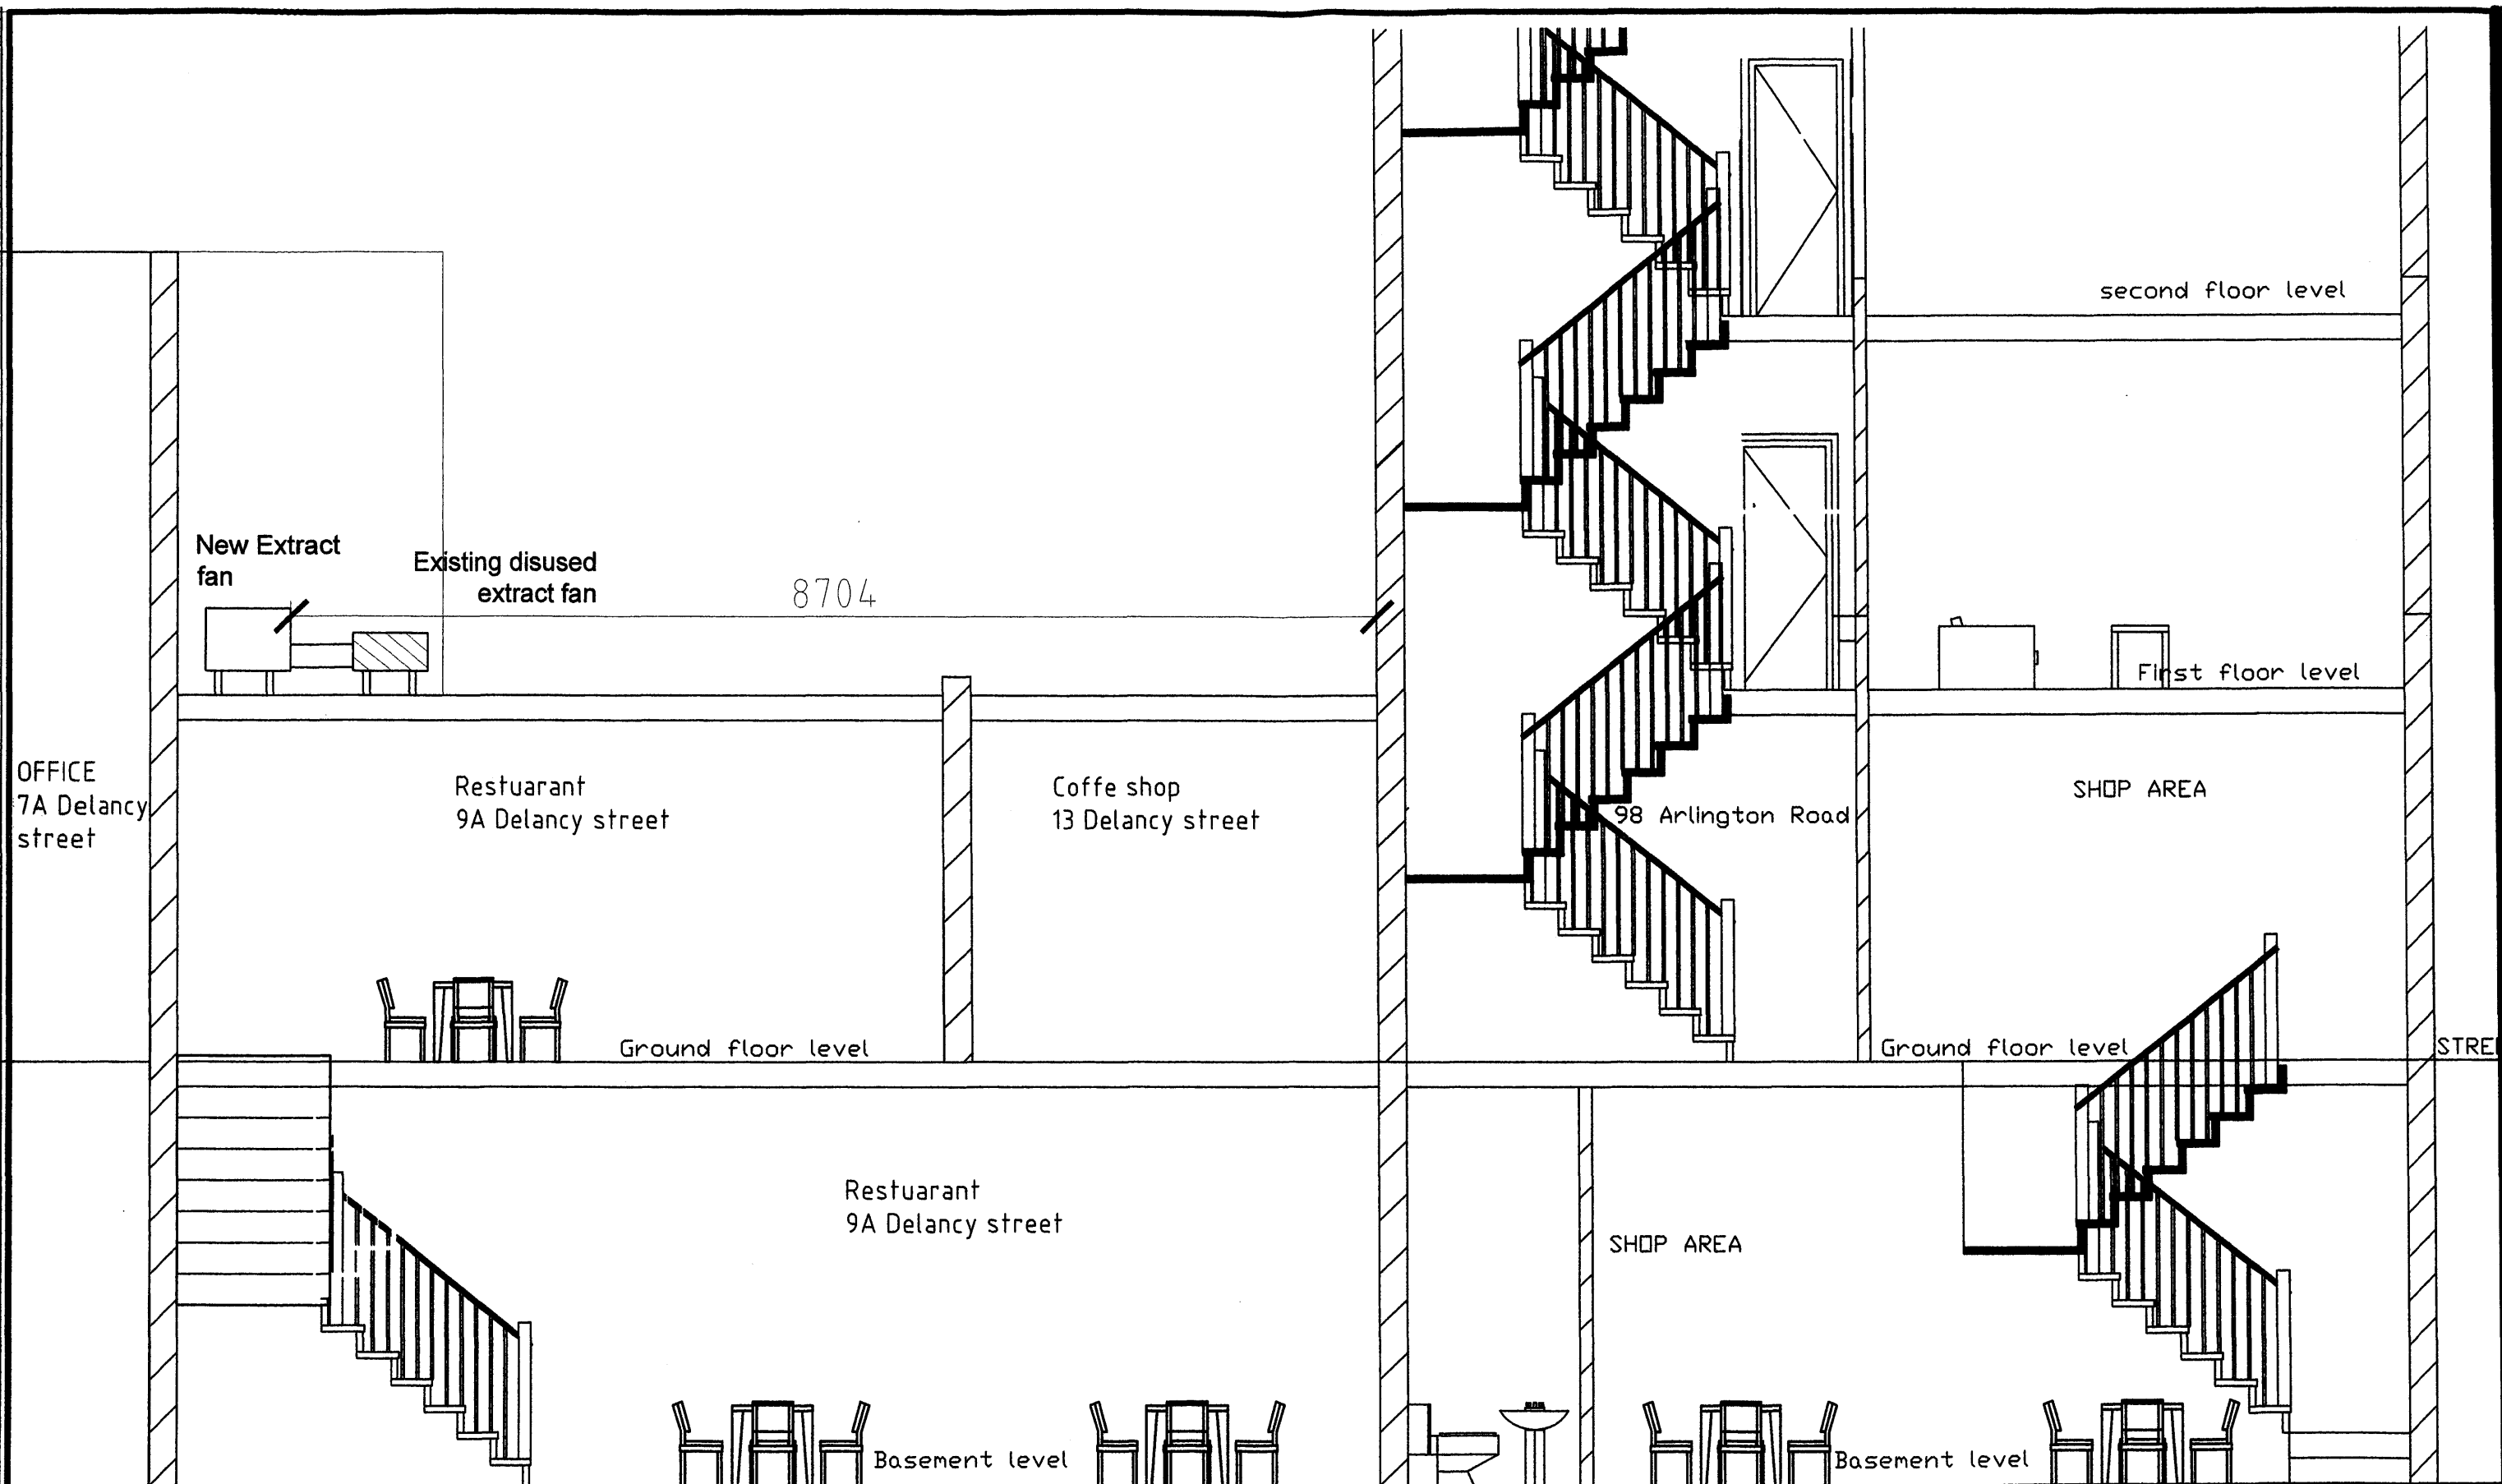 second floor level
New Extract
fan
Existing disused
extract fan
8704
First floor level
OFFICE
7A Delancy
street
Restuarant
9A Delancy street
Coffe shop
13 Delancy street
98 Arlington Road
SHOP AREA
Ground floor level
Ground floor level
STREE
Restuarant
9A Delancy street
SHOP AREA
Basement level
Basement level